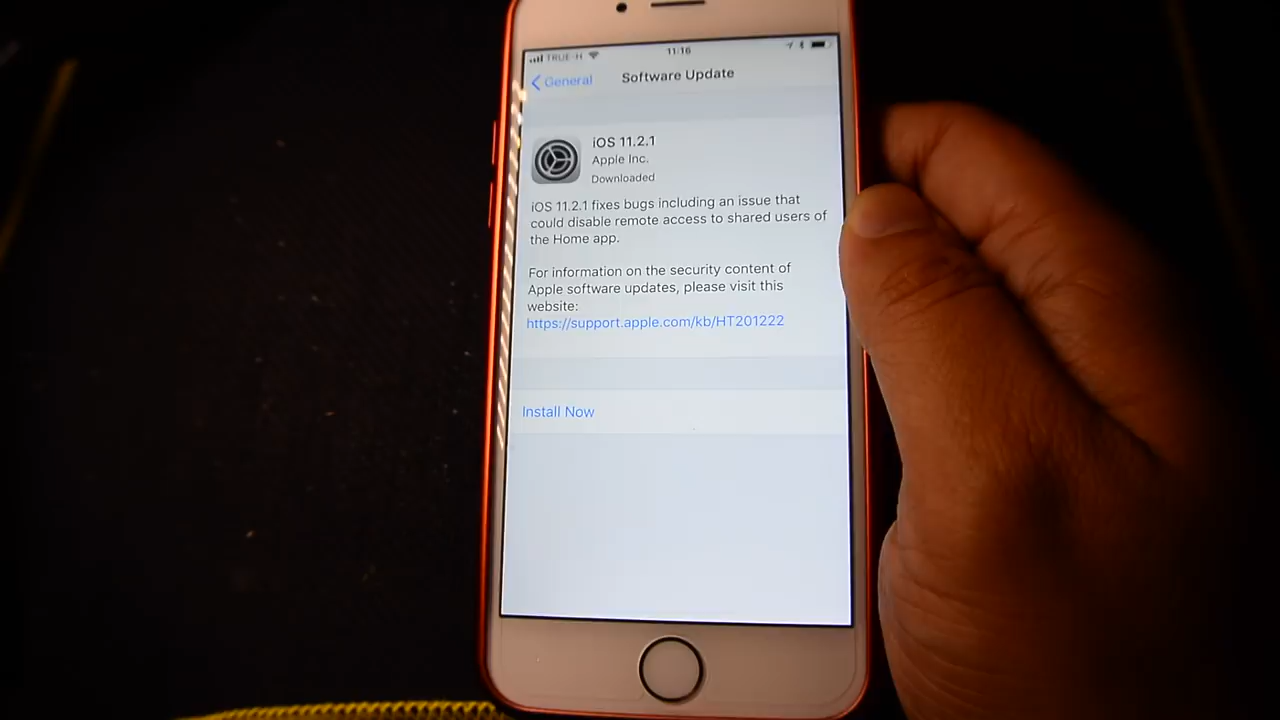 TRUE-H 11:16
General Software Update
iOS 11.2.1
Apple Inc.
Downloaded
iOS 11.2.1 fixes bugs including an issue that
could disable remote access to shared users of
the Home app.
For information on the security content of
Apple software updates, please visit this
website:
https://support.apple.com/kb/HT201222
Install Now